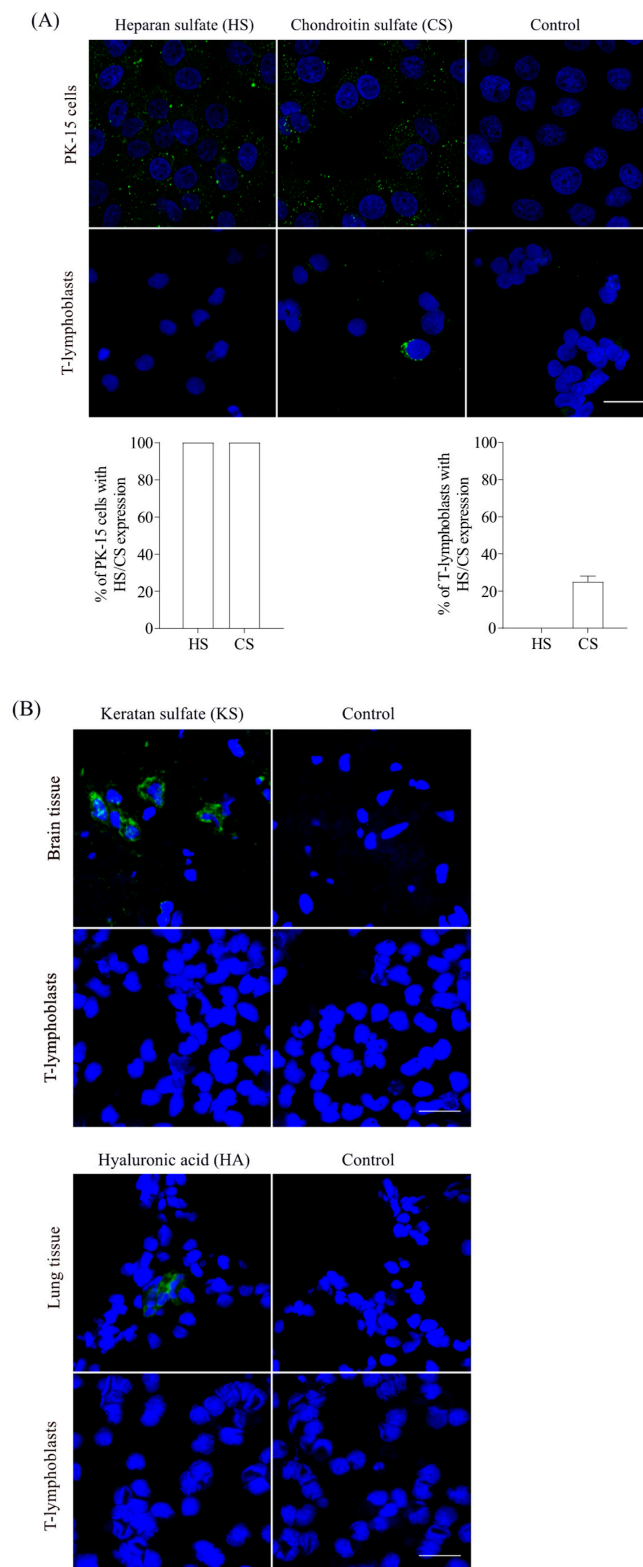 (A)
Heparan sulfate (HS) Chondroitin sulfate (CS) Control
PK-15 cells
T-lymphoblasts
% of PK-15 cells with
HS/CS expression
100
80
60
40
20
0
HS CS
% of T-lymphoblasts with
HS/CS expression
100
80
60
40
20
0
HS CS
(B)
Keratan sulfate (KS) Control
Brain tissue
T-lymphoblasts
Hyaluronic acid (HA) Control
Lung tissue
T-lymphoblasts